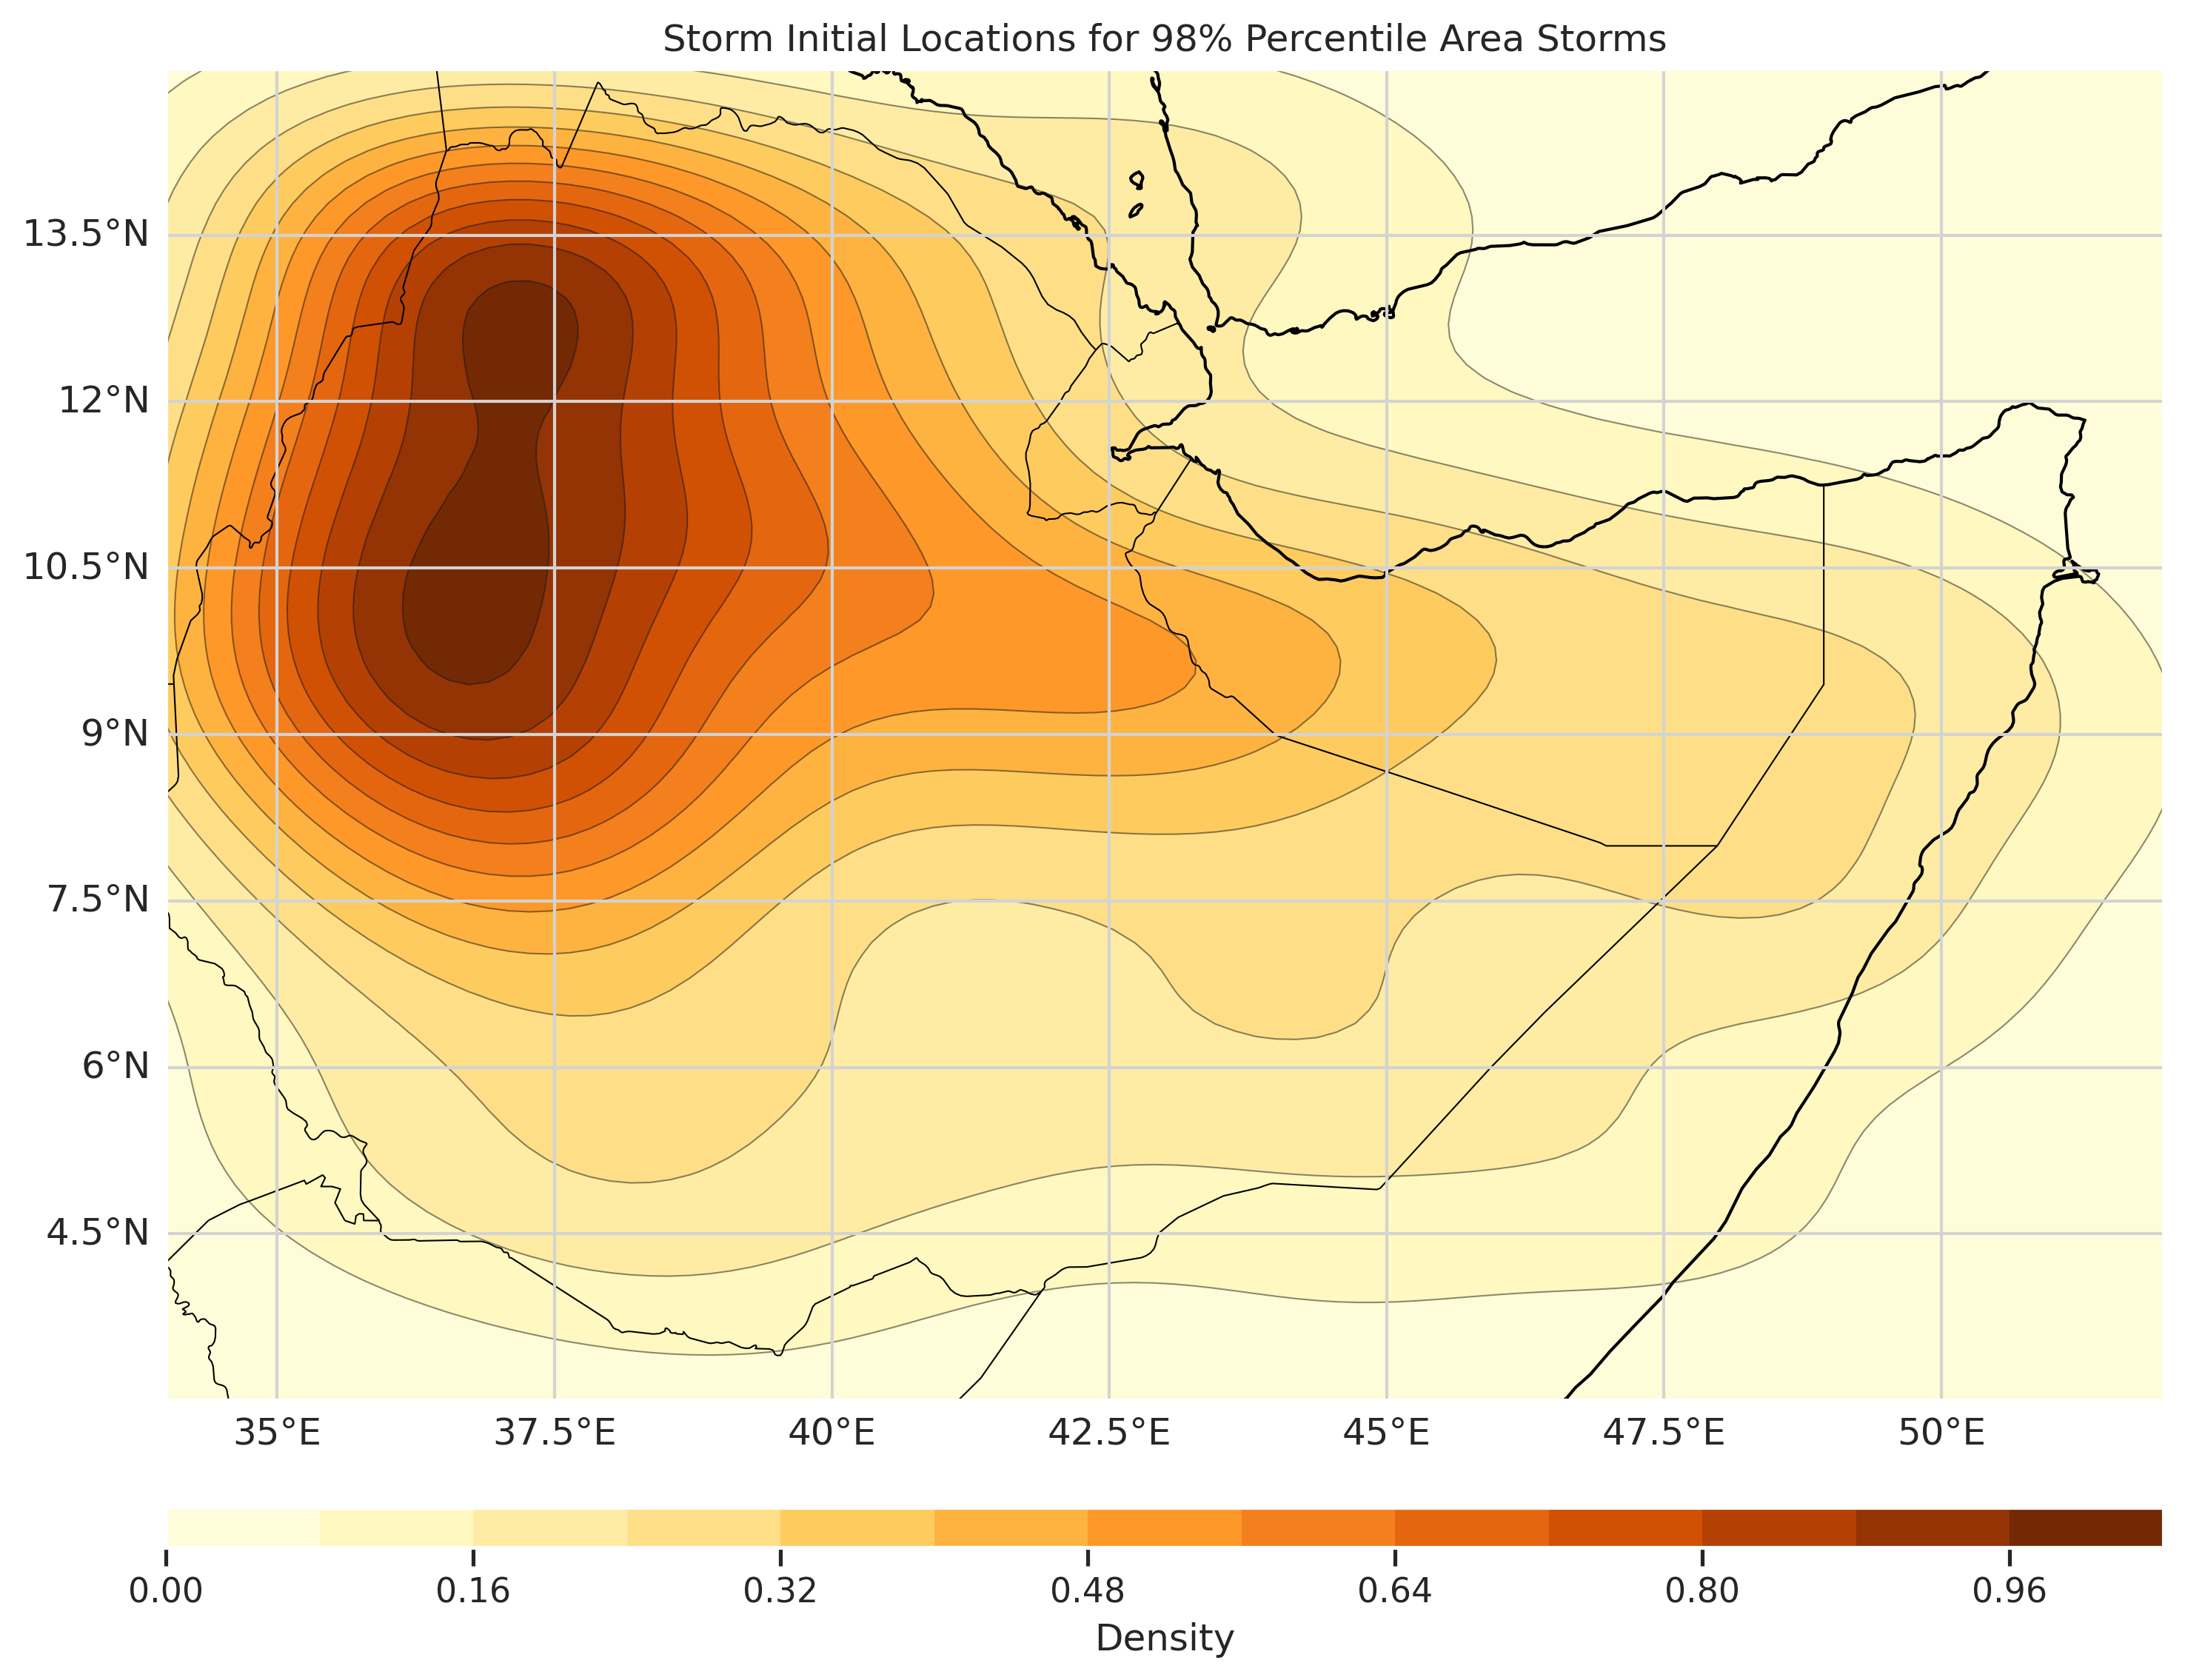 Storm Initial Locations for 98% Percentile Area Storms
13.5°N
12°N
10.5°N
9°N
7.5°N
6°N
4.5°N
35°E 37.5°E 40°E 42.5°E 45°E 47.5°E 50°E
0.00 0.16 0.32 0.48 0.64 0.80 0.96
Density